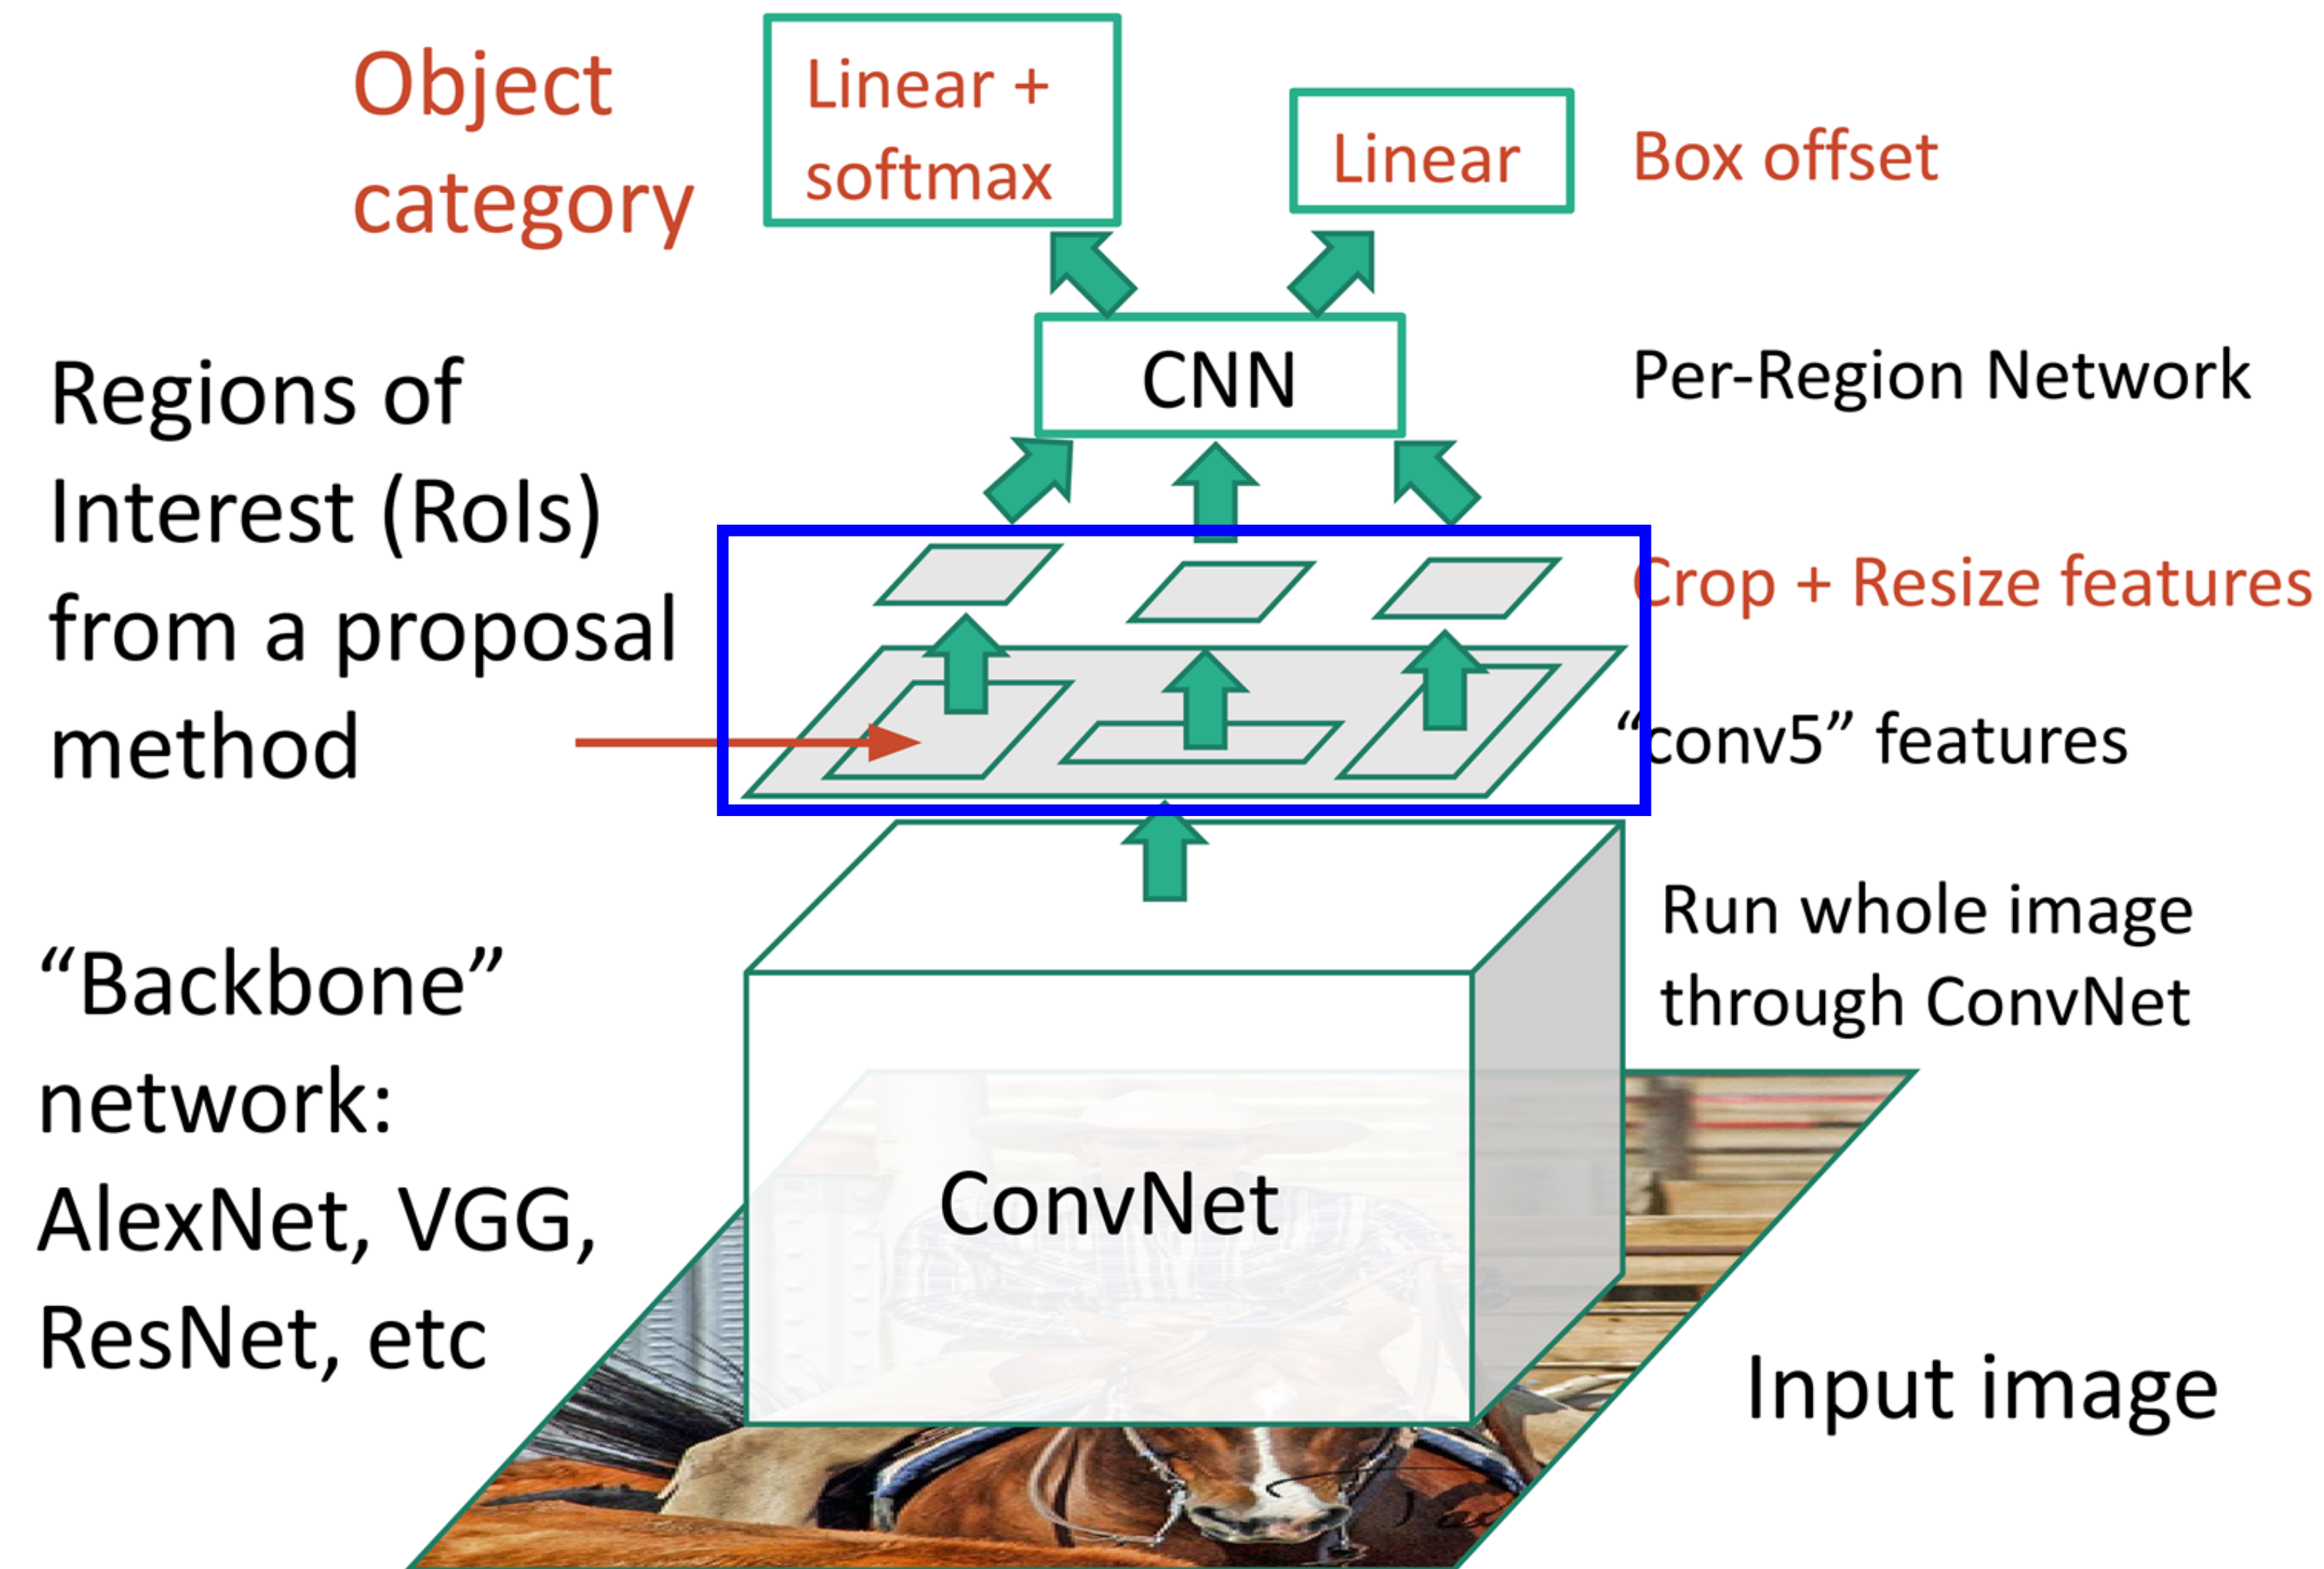 Object
category
Linear +
softmax
Linear
Box offset
CNN
Per-Region Network
Regions of
Interest (RoIs)
from a proposal
method
Crop + Resize features
“conv5” features
“Backbone”
network:
AlexNet, VGG,
ResNet, etc
Run whole image
through ConvNet
ConvNet
Input image